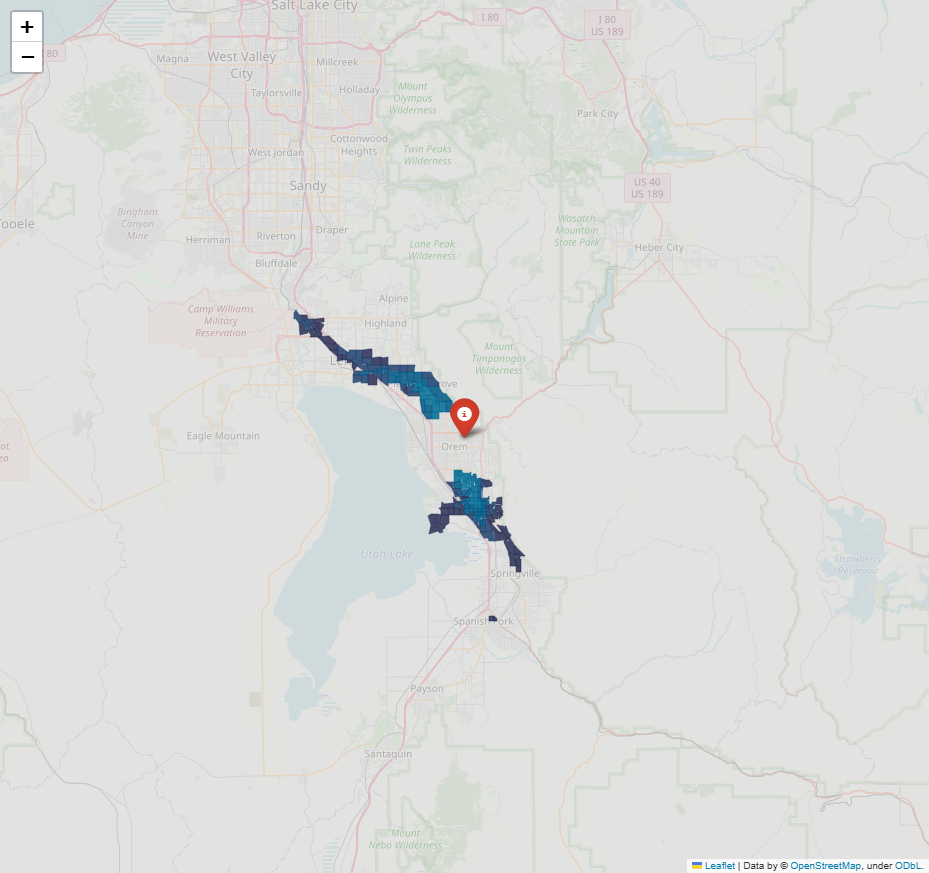 Salt Lake City
I 80
I 80
US 189
80
Magna
West Valley
City
Millcreek
Taylorsville
Holladay
Mount
Olympus
Wilderness
Park City
Cottonwood
Heights
West Jordan
Twin Peaks
Wilderness
Sandy
US 40
US 189
Tooele
Bingham
Canyon
Mine
Wasatch
Mountain
State Park
Herriman
Riverton
Draper
Lone Peak
Wilderness
Heber City
Bluffdale
Alpine
Camp Williams
Military
Reservation
Highland
Mount
Timpanogos
Wilderness
rove
Eagle Mountain
Orem
ot,
ea
Utah Lake
Strawberry
Reservoir
Springville
Spanish Fork
Payson
Santaquin
Mount
Nebo Wilderness
+
−
i
Leaflet | Data by © OpenStreetMap, under ODbL.